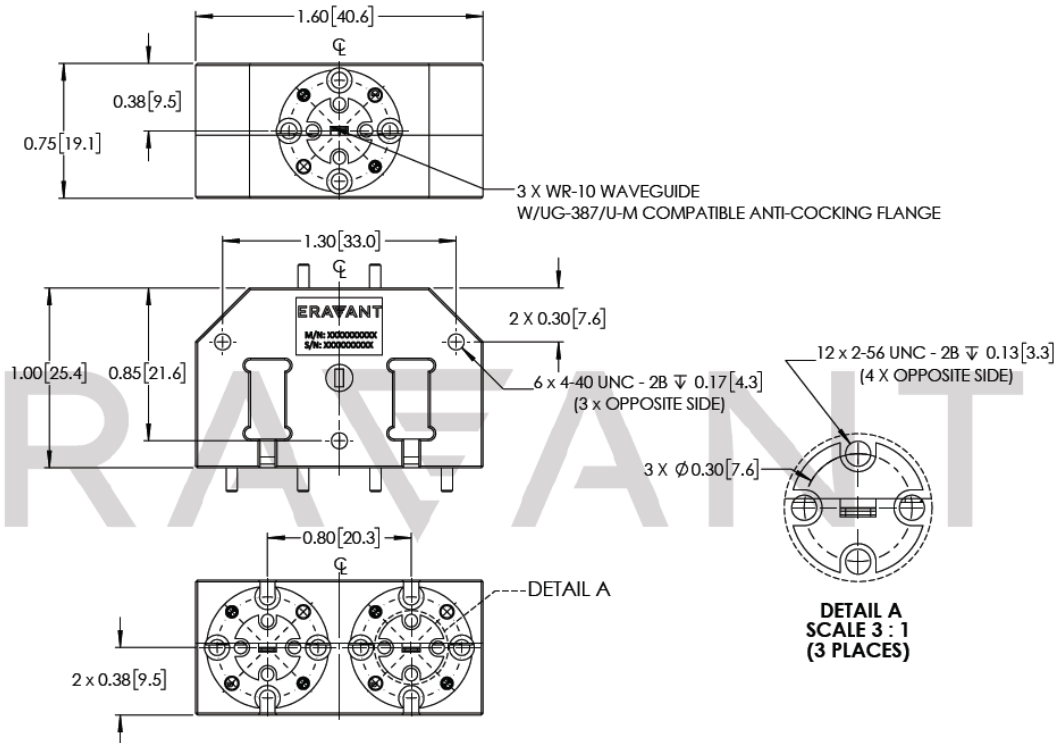 1.60[40.6]
℄
0.38[9.5]
0.75[19.1]
3 X WR-10 WAVEGUIDE
W/UG-387/U-M COMPATIBLE ANTI-COCKING FLANGE
1.30[33.0]
℄
ERAVANT
M/N: XXXXXXXXXX
S/N: XXXXXXXXXX
2 X 0.30[7.6]
1.00[25.4]
0.85[21.6]
6 x 4-40 UNC - 2B ↧ 0.17[4.3]
(3 x OPPOSITE SIDE)
12 x 2-56 UNC - 2B ↧ 0.13[3.3]
(4 X OPPOSITE SIDE)
3 X ∅0.30[7.6]
RAVANT
0.80[20.3]
℄
DETAIL A
2 x 0.38[9.5]
DETAIL A
SCALE 3 : 1
(3 PLACES)